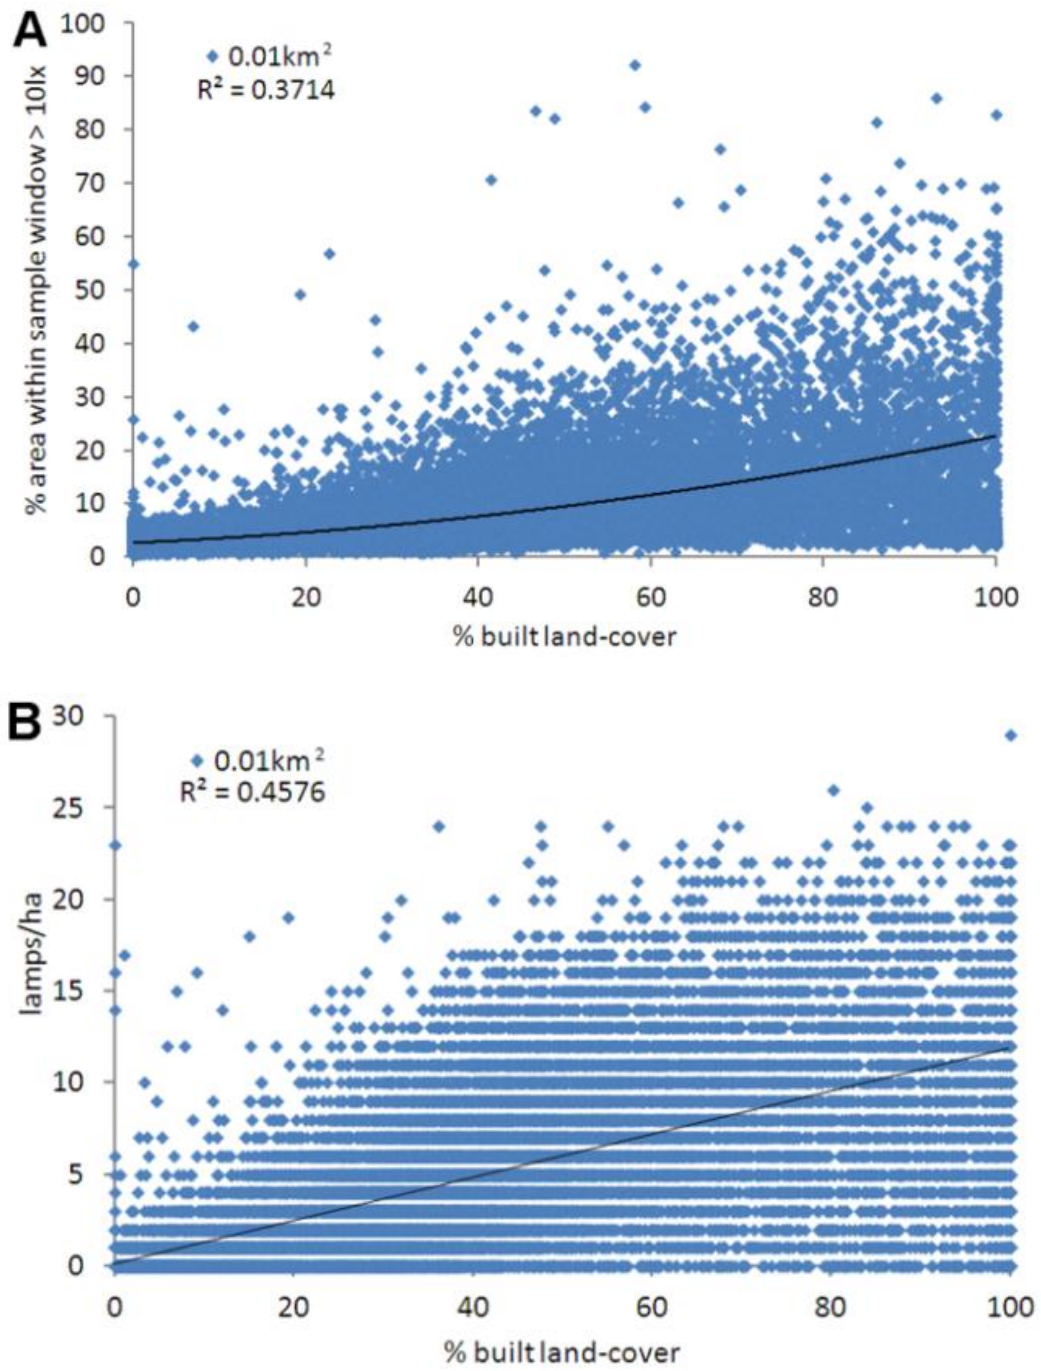 A
100
90
80
70
60
50
40
30
20
10
0
% area within sample window > 10lx
0.01km²
R² = 0.3714
0 20 40 60 80 100
% built land-cover
B
30
25
20
15
10
5
0
lamps/ha
0.01km²
R² = 0.4576
0 20 40 60 80 100
% built land-cover